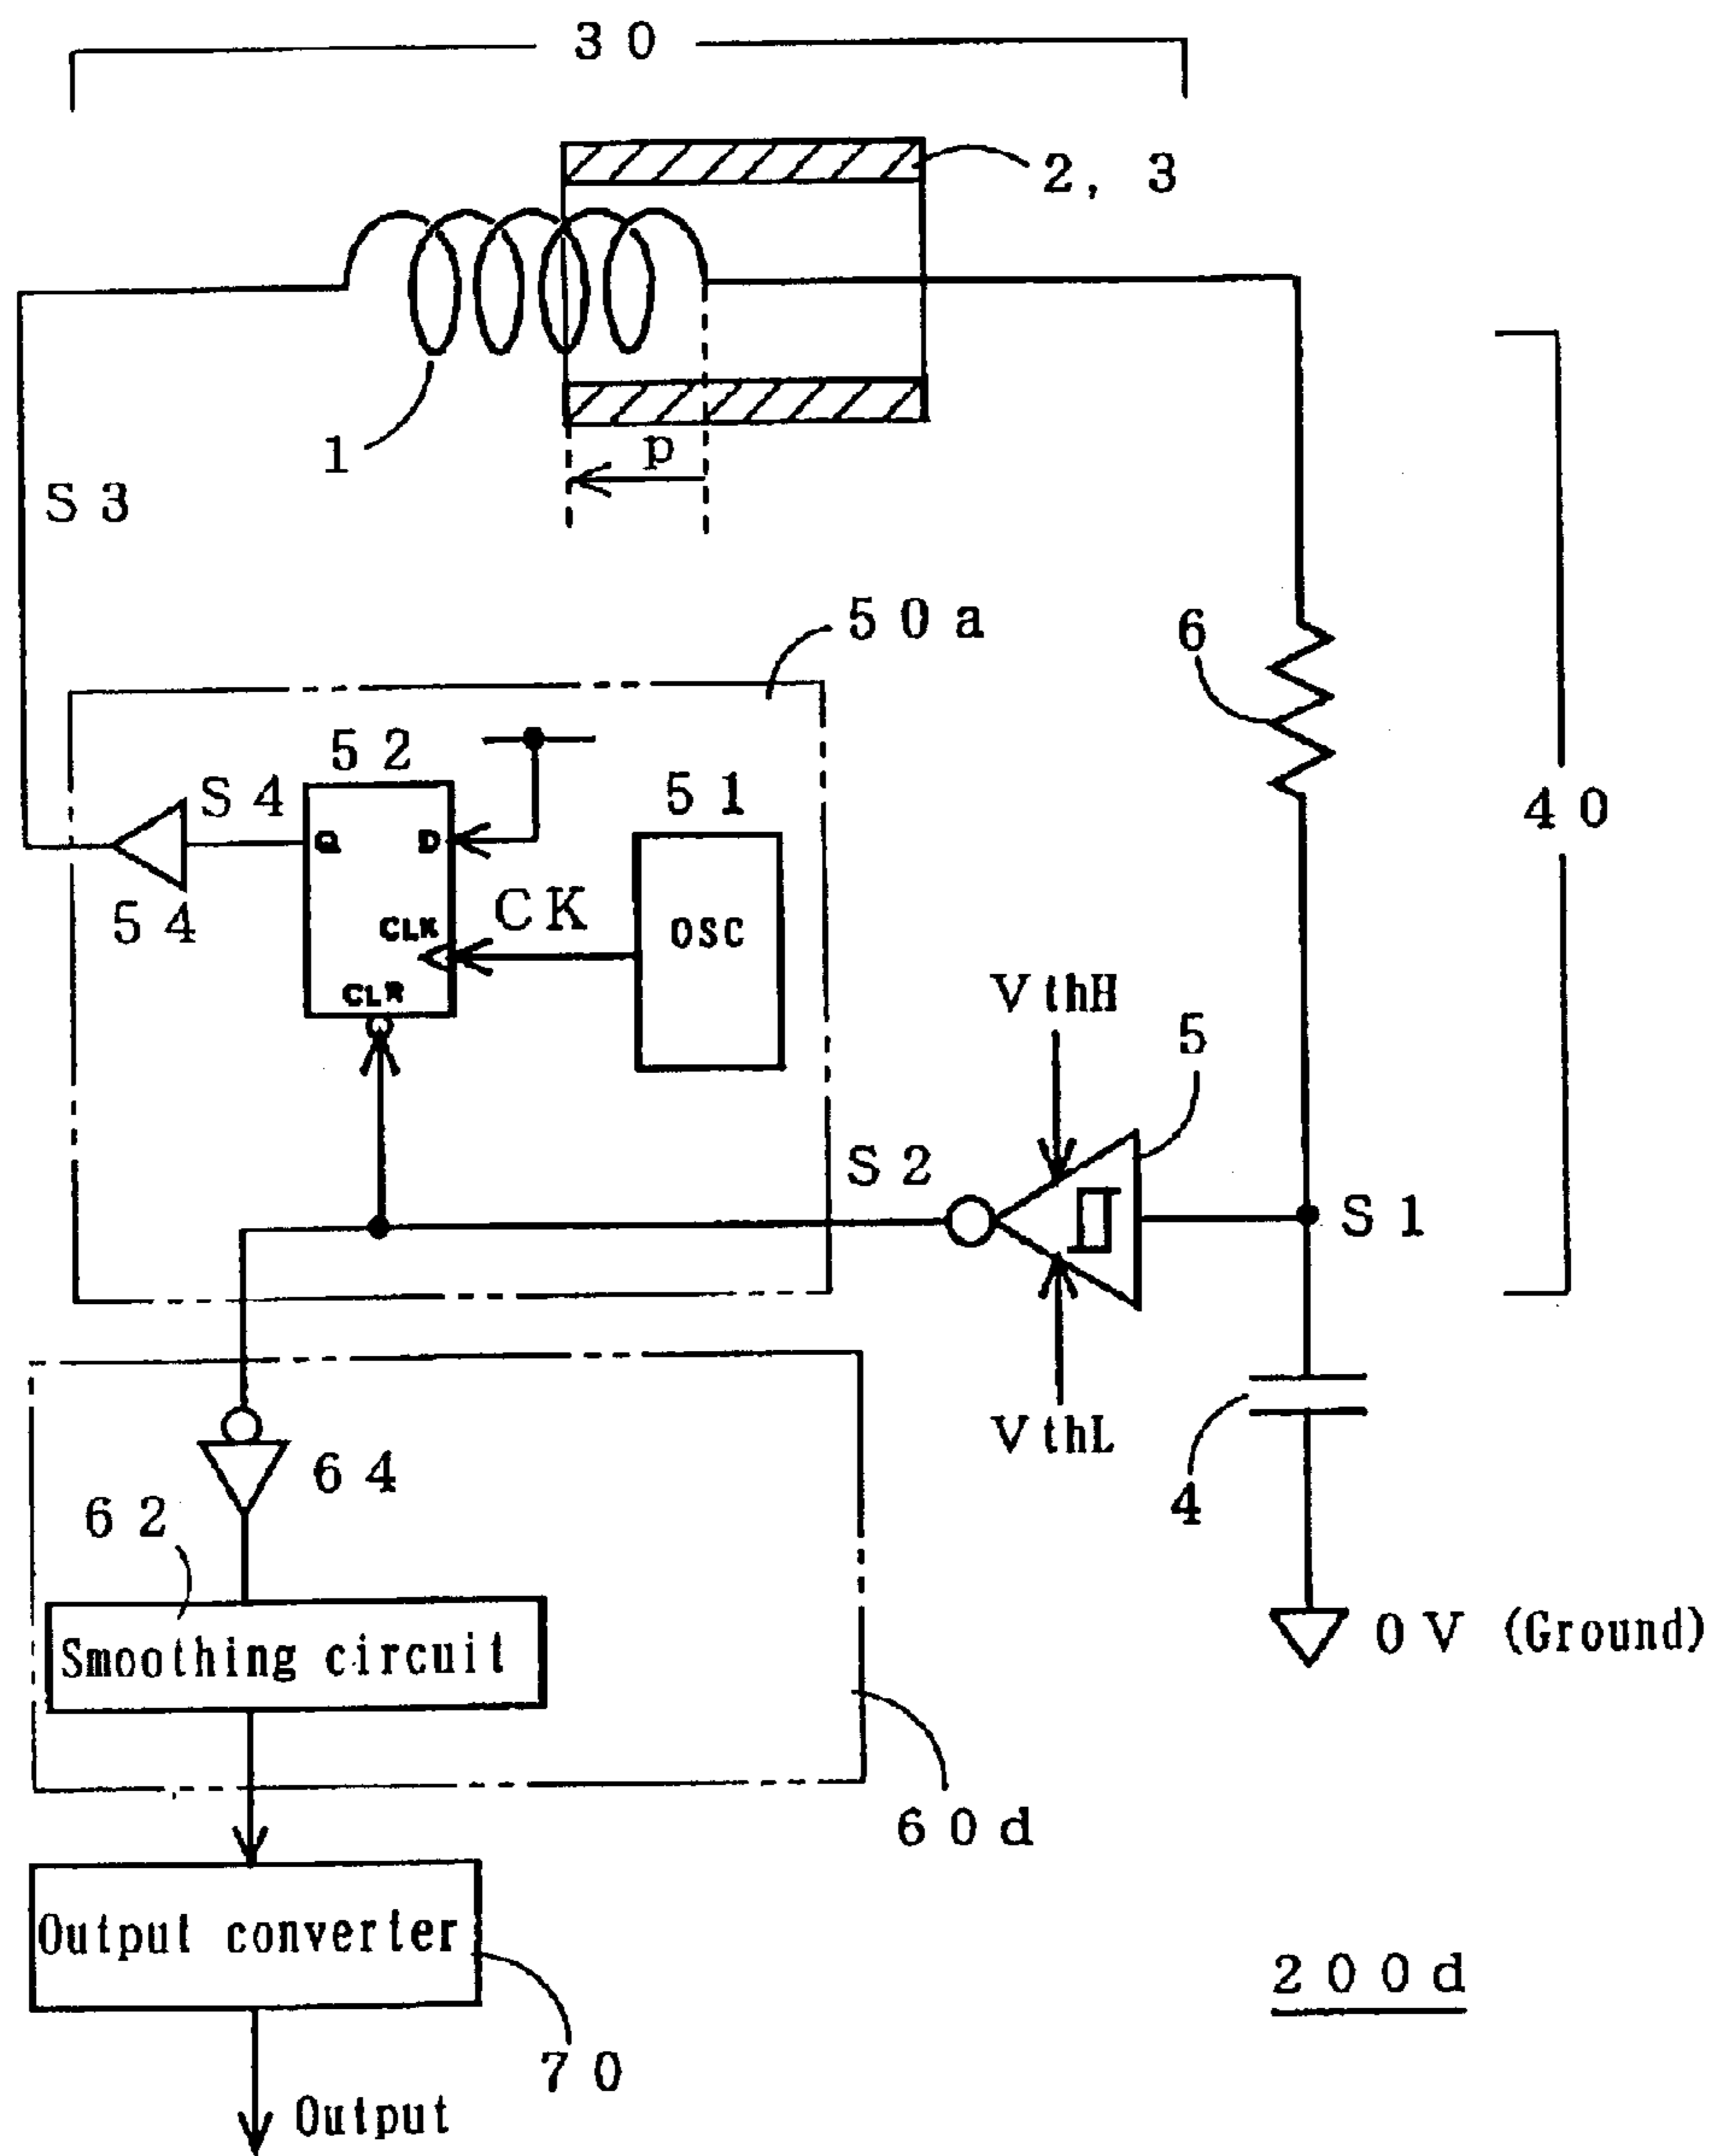 30
2, 3
1
p
S3
50a
6
52
S4
51
40
Q
D
54
CK
CLK
OSC
CLR
VthH
5
S2
S1
VthL
4
64
62
Smoothing circuit
0V (Ground)
60d
Output converter
200d
70
Output